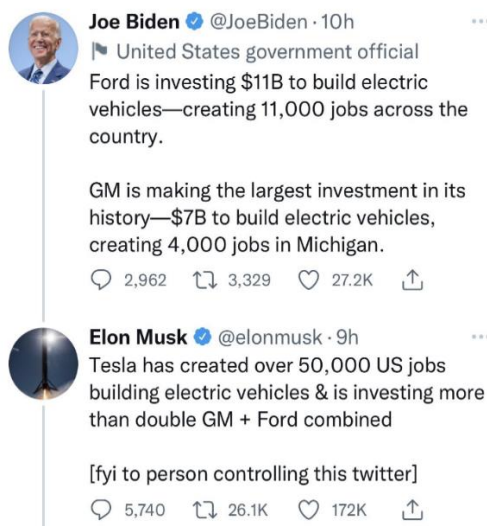 Joe Biden @JoeBiden · 10h
United States government official
Ford is investing $11B to build electric
vehicles—creating 11,000 jobs across the
country.
GM is making the largest investment in its
history—$7B to build electric vehicles,
creating 4,000 jobs in Michigan.
2,962 3,329 27.2K
Elon Musk @elonmusk · 9h
Tesla has created over 50,000 US jobs
building electric vehicles & is investing more
than double GM + Ford combined
[fyi to person controlling this twitter]
5,740 26.1K 172K